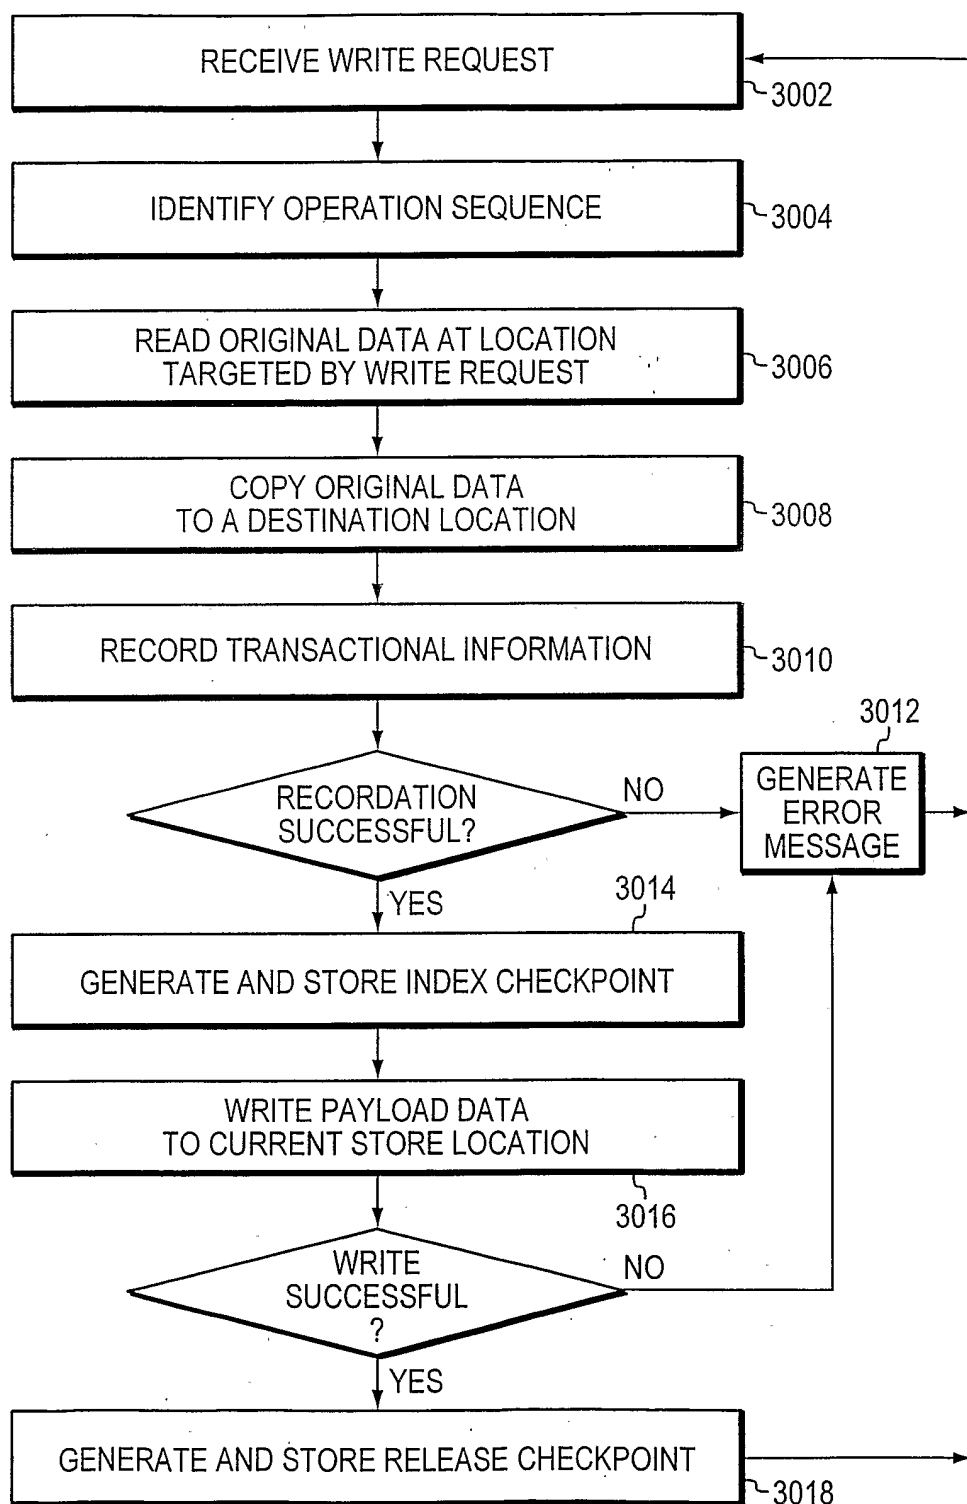 RECEIVE WRITE REQUEST
3002
IDENTIFY OPERATION SEQUENCE
3004
READ ORIGINAL DATA AT LOCATION
TARGETED BY WRITE REQUEST
3006
COPY ORIGINAL DATA
TO A DESTINATION LOCATION
3008
RECORD TRANSACTIONAL INFORMATION
3010
RECORDATION
SUCCESSFUL?
NO
3012
GENERATE
ERROR
MESSAGE
YES
3014
GENERATE AND STORE INDEX CHECKPOINT
WRITE PAYLOAD DATA
TO CURRENT STORE LOCATION
3016
WRITE
SUCCESSFUL
?
NO
YES
GENERATE AND STORE RELEASE CHECKPOINT
3018